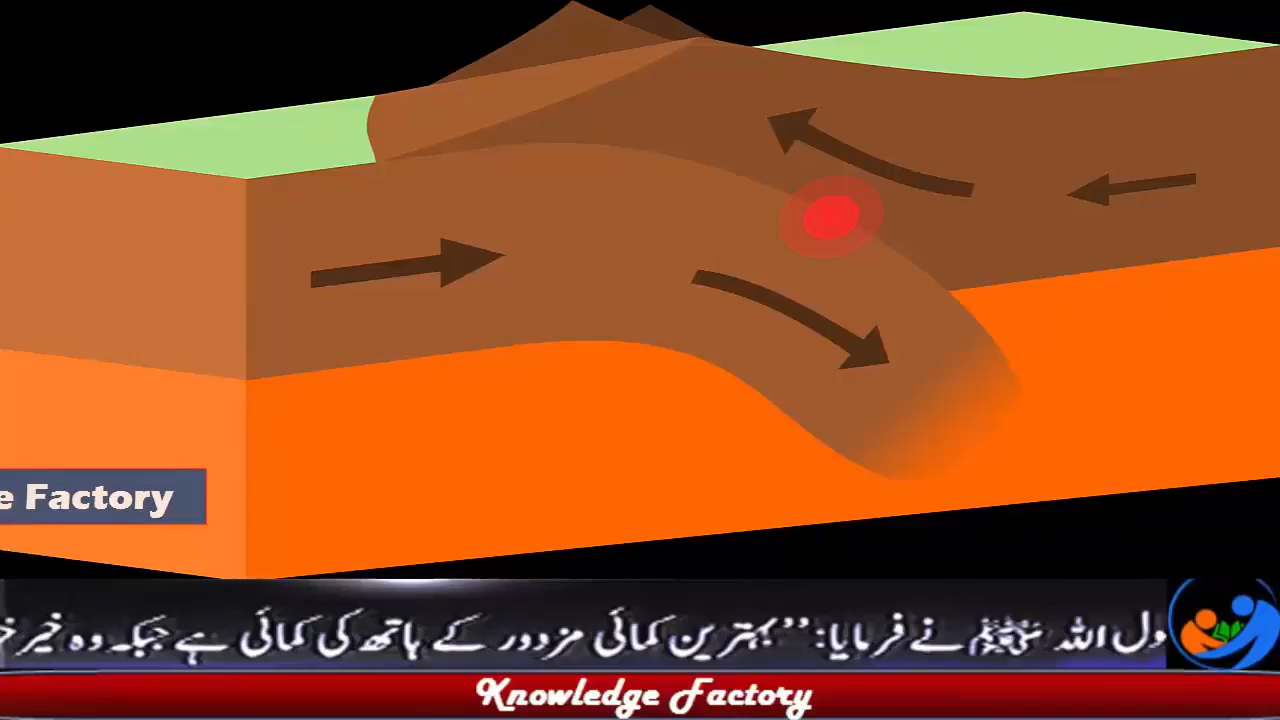 e Factory
ول اللہ ﷺ نے فرمایا: ’’بہترین کمائی مزدور کے ہاتھ کی کمائی ہے جبکہ وہ خیر خ
Knowledge Factory